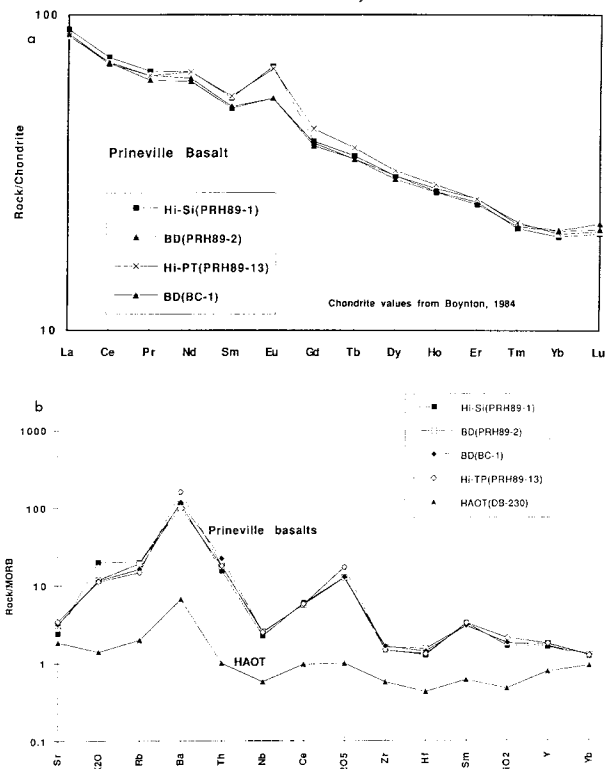 a
100
Rock/Chondrite
Prineville Basalt
Hi-Si(PRH89-1)
BD(PRH89-2)
Hi-PT(PRH89-13)
BD(BC-1)
Chondrite values from Boynton, 1984
10
La Ce Pr Nd Sm Eu Gd Tb Dy Ho Er Tm Yb Lu
b
Hi-Si(PRH89-1)
BD(PRH89-2)
BD(BC-1)
Hi-TP(PRH89-13)
HAOT(DB-230)
1000
100
Prineville basalts
Rock/MORB
10
HAOT
1
0.1
Sr Rb Ba Th Nb Ce Zr Hf Sm Y Yb